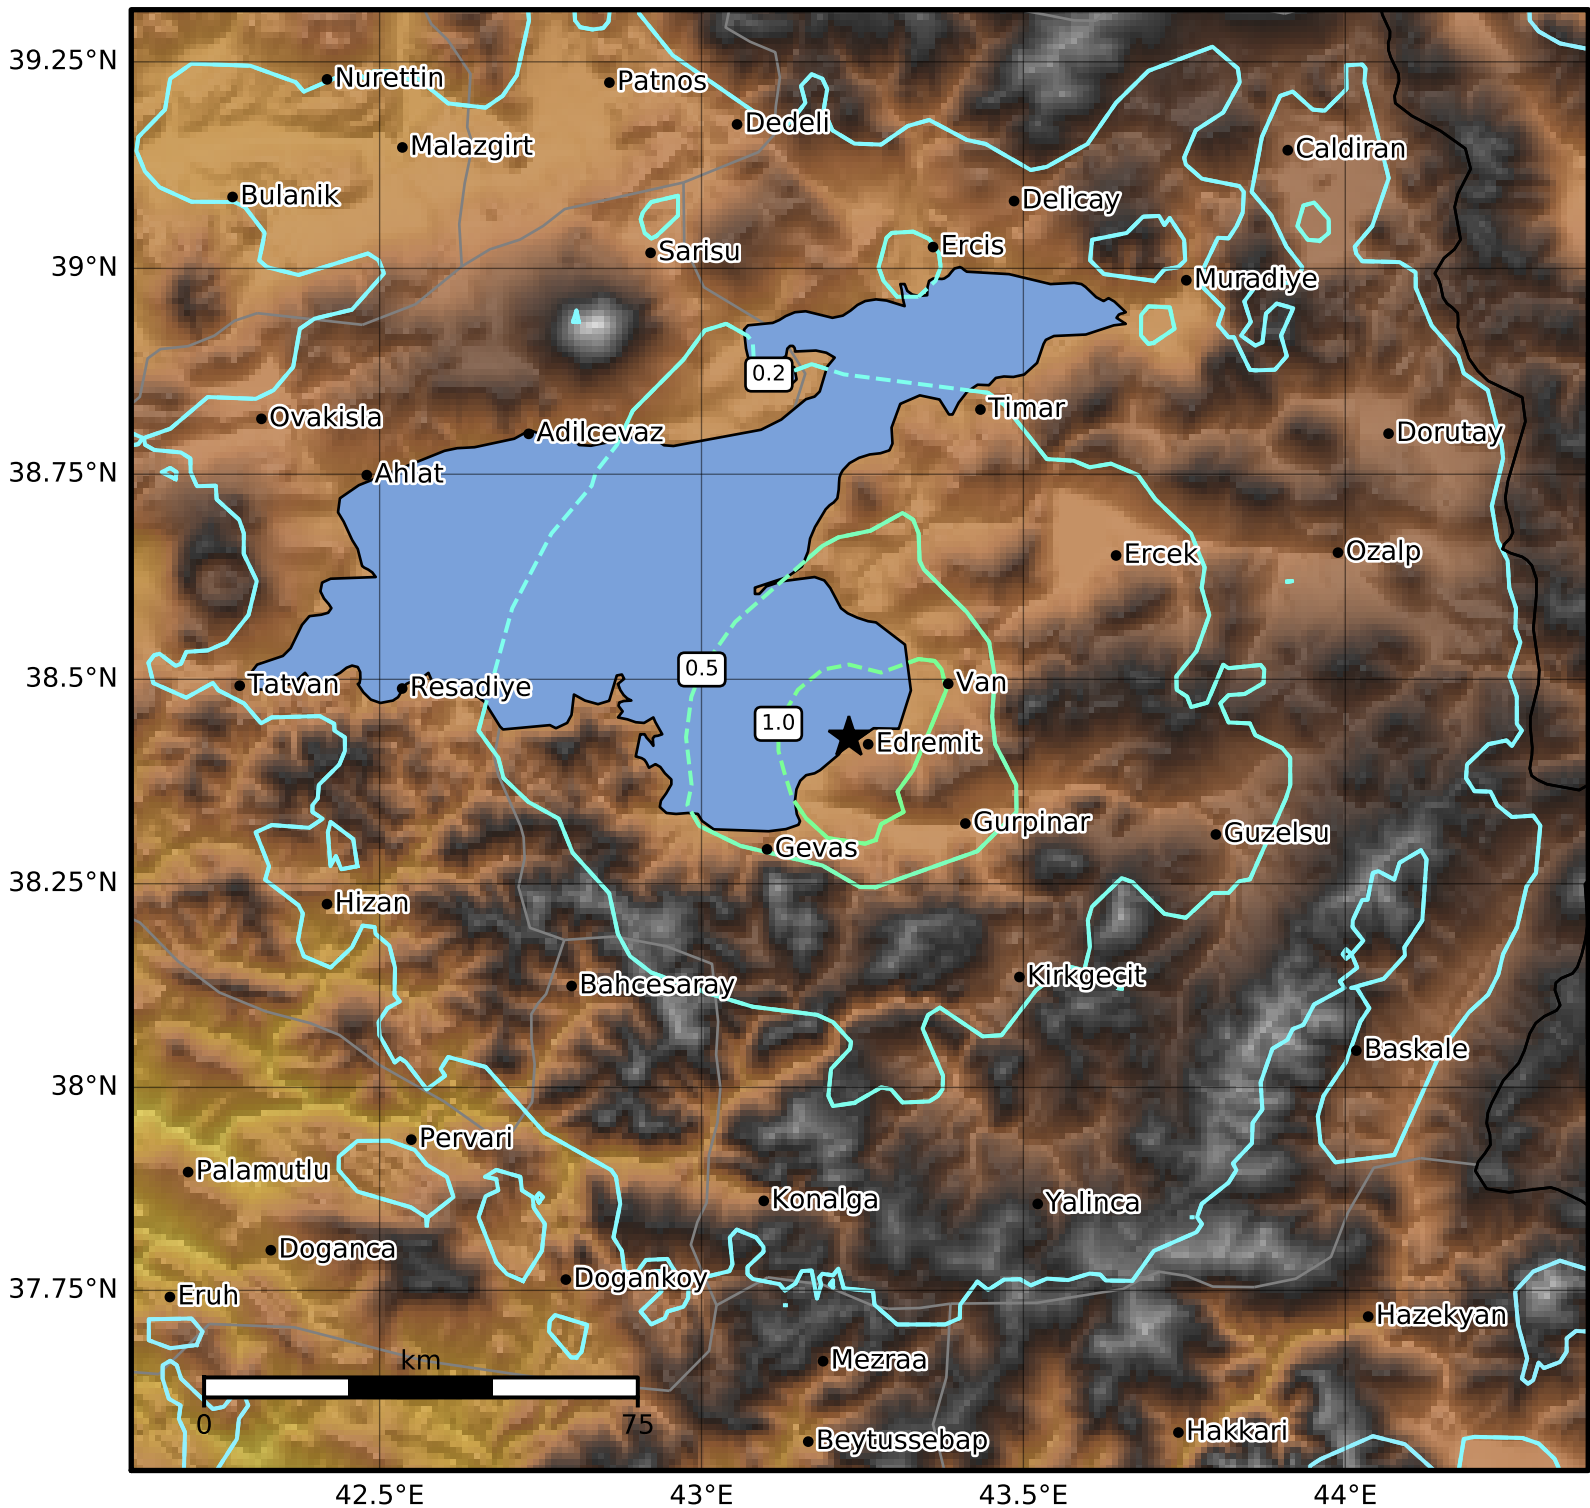 39.25°N
Nurettin
Patnos
Dedeli
Malazgirt
Caldiran
Bulanik
Delicay
Sarisu
Ercis
39°N
Muradiye
0.2
Ovakisla
Timar
Adilcevaz
Dorutay
38.75°N
Ahlat
Ercek
Ozalp
0.5
38.5°N
Tatvan
Resadiye
Van
1.0
Edremit
Gurpinar
Guzelsu
Gevas
38.25°N
Hizan
Kirkgecit
Bahcesaray
Baskale
38°N
Pervari
Palamutlu
Konalga
Yalinca
Doganca
Dogankoy
37.75°N
Eruh
Hazekyan
km
Mezraa
0
75
Hakkari
Beytussebap
42.5°E
43°E
43.5°E
44°E